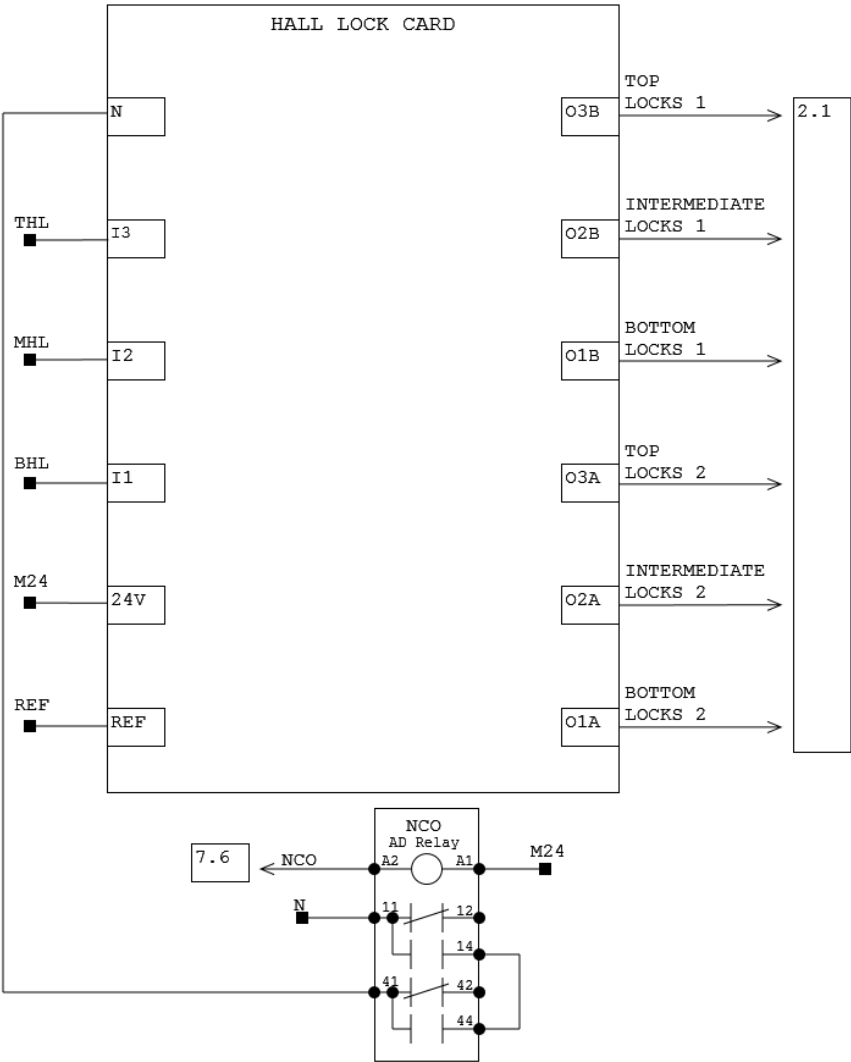 HALL LOCK CARD
N
O3B
TOP
LOCKS 1
2.1
THL
I3
O2B
INTERMEDIATE
LOCKS 1
MHL
I2
O1B
BOTTOM
LOCKS 1
BHL
I1
O3A
TOP
LOCKS 2
M24
24V
O2A
INTERMEDIATE
LOCKS 2
REF
REF
O1A
BOTTOM
LOCKS 2
NCO
AD Relay
7.6
NCO
A2
A1
M24
N
11
12
14
41
42
44